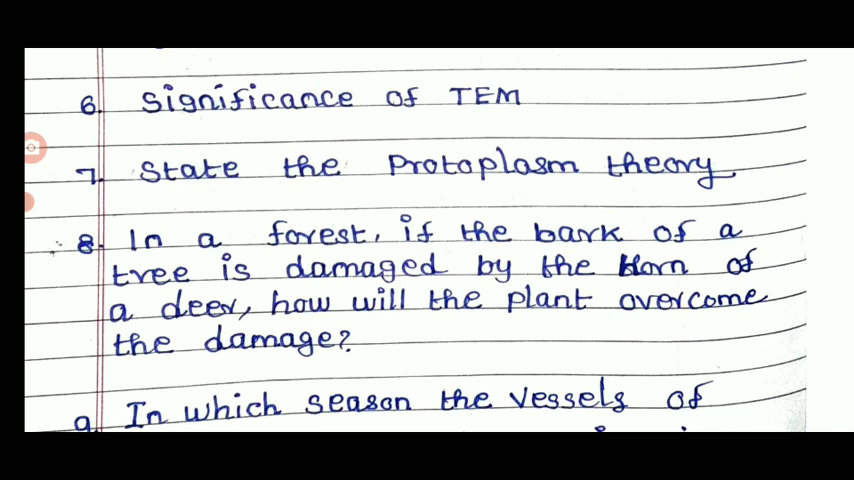 6. Significance of TEM
7. State the Protoplasm theory.
8. In a forest, if the bark of a
tree is damaged by the Horn of
a deer, how will the plant overcome
the damage?
9. In which season the vessels of